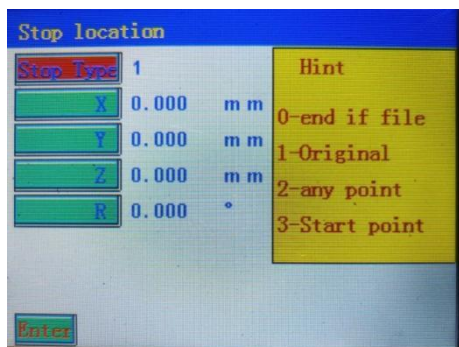 Stop location
Stop Type 1
X 0.000 mm
Y 0.000 mm
Z 0.000 mm
R 0.000 °
Hint
0-end if file
1-Original
2-any point
3-Start point
Enter